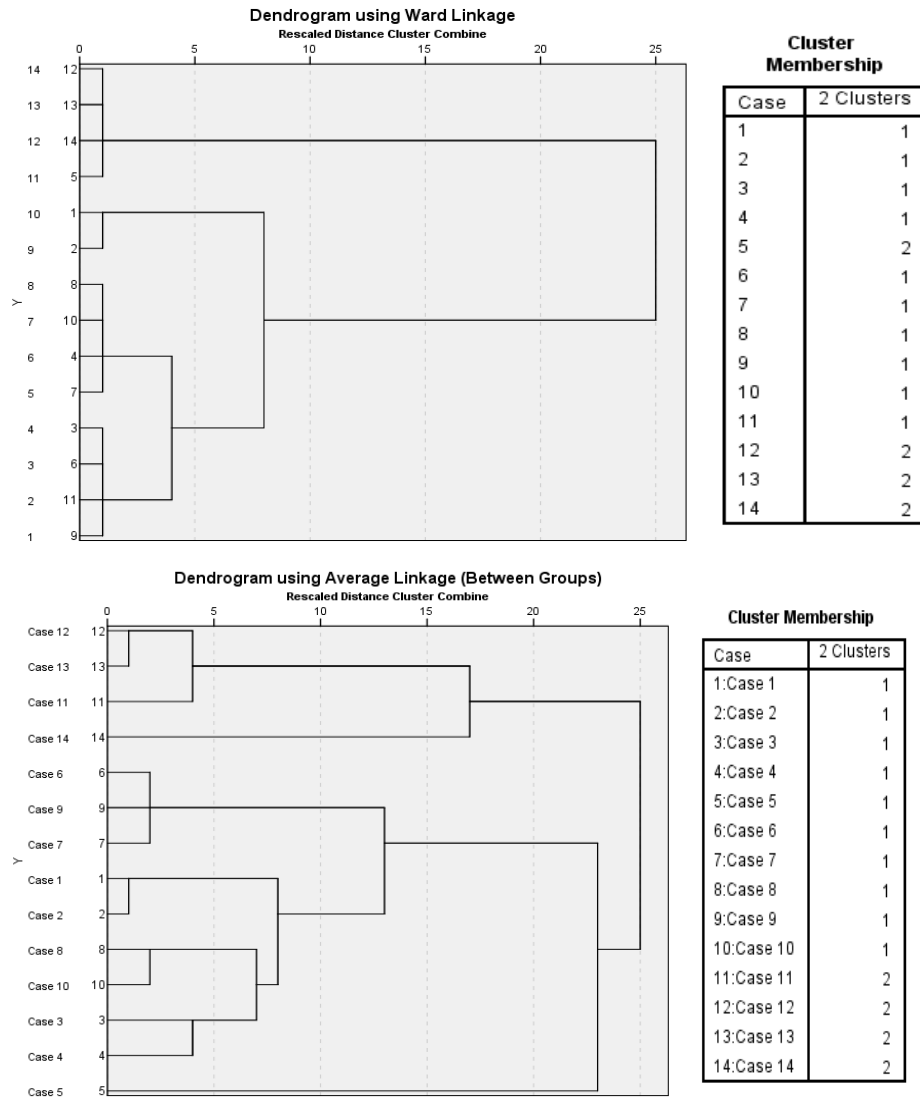 Dendrogram using Ward Linkage
Rescaled Distance Cluster Combine
0 5 10 15 20 25
14 12
13 13
12 14
11 5
10 1
9 2
8 8
7 10
6 4
5 7
4 3
3 6
2 11
1 9
Y
Cluster
Membership
Case 2 Clusters
1 1
2 1
3 1
4 1
5 2
6 1
7 1
8 1
9 1
10 1
11 1
12 2
13 2
14 2
Dendrogram using Average Linkage (Between Groups)
Rescaled Distance Cluster Combine
0 5 10 15 20 25
Case 12 12
Case 13 13
Case 11 11
Case 14 14
Case 6 6
Case 9 9
Case 7 7
Case 1 1
Case 2 2
Case 8 8
Case 10 10
Case 3 3
Case 4 4
Case 5 5
Y
Cluster Membership
Case 2 Clusters
1:Case 1 1
2:Case 2 1
3:Case 3 1
4:Case 4 1
5:Case 5 1
6:Case 6 1
7:Case 7 1
8:Case 8 1
9:Case 9 1
10:Case 10 1
11:Case 11 2
12:Case 12 2
13:Case 13 2
14:Case 14 2